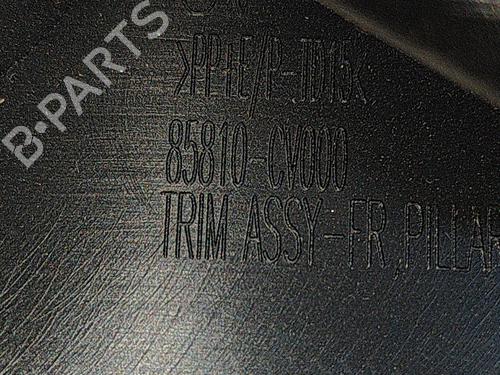 B-PARTS
>PP+E/P-TD15<
85810-CV000
TRIM ASSY-FR,PILLAR